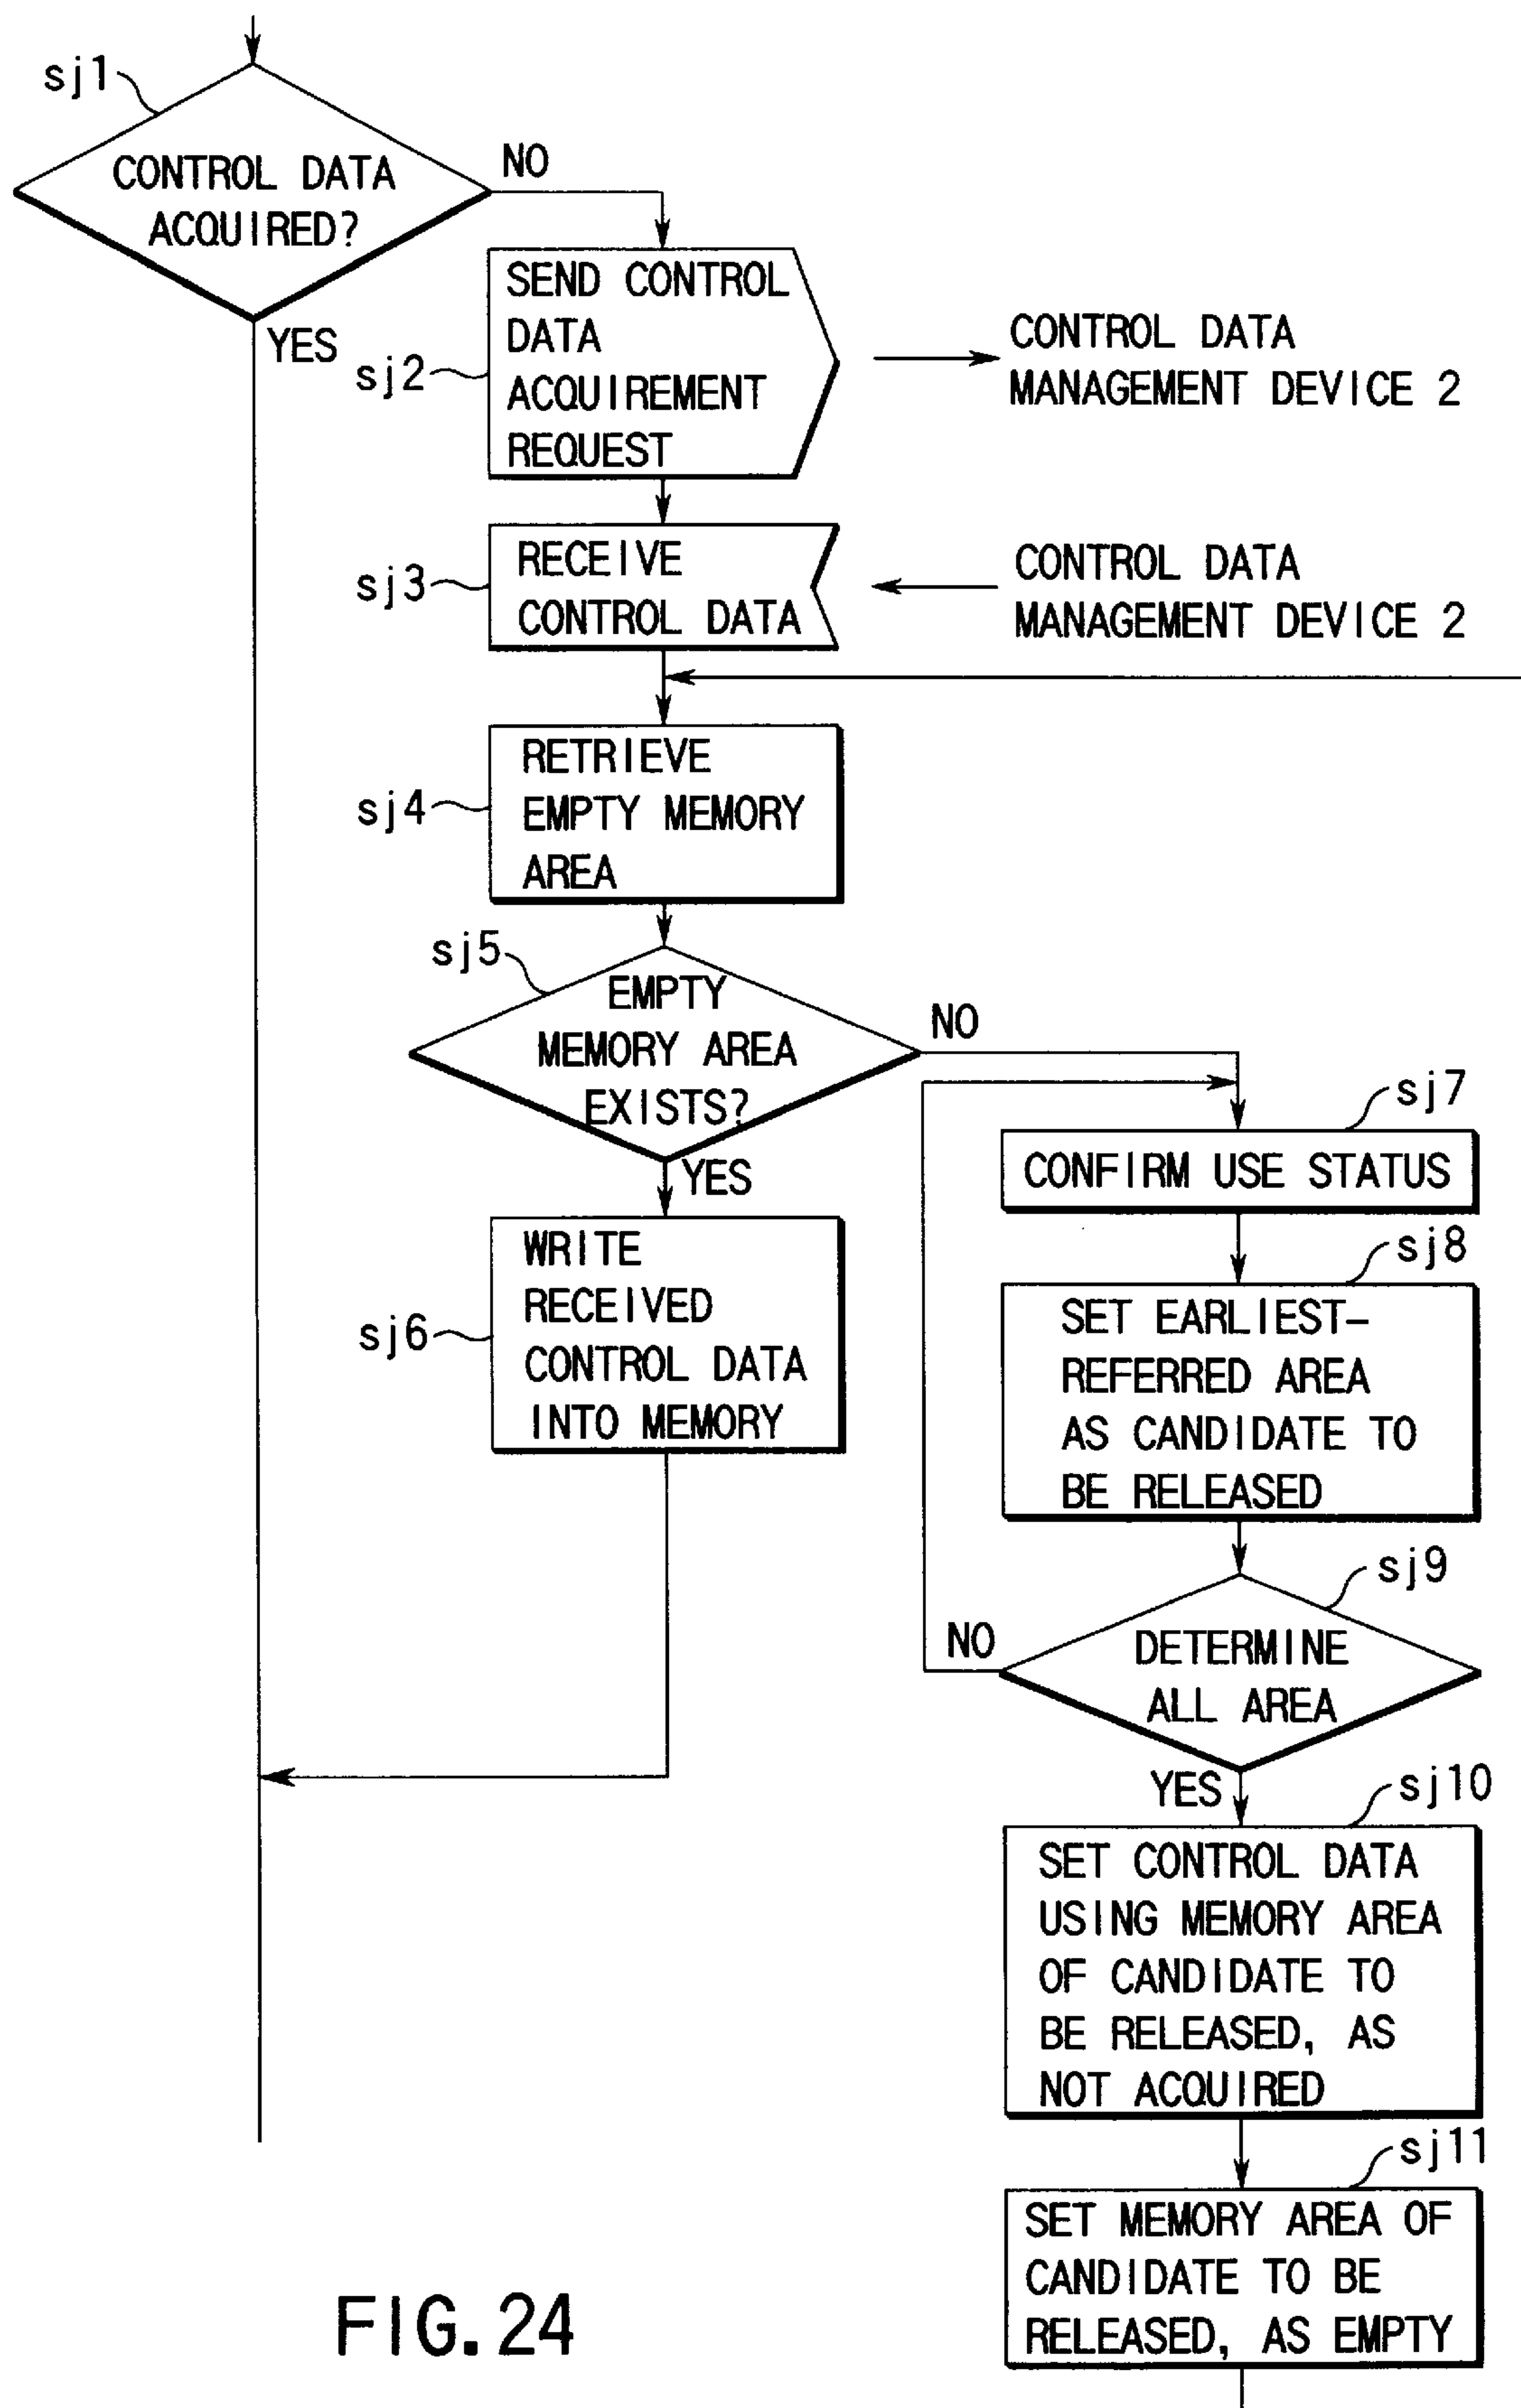 sj1
CONTROL DATA
ACQUIRED?
NO
YES
SEND CONTROL
DATA
ACQUIREMENT
REQUEST
sj2
CONTROL DATA
MANAGEMENT DEVICE 2
RECEIVE
CONTROL DATA
sj3
CONTROL DATA
MANAGEMENT DEVICE 2
RETRIEVE
EMPTY MEMORY
AREA
sj4
sj5
EMPTY
MEMORY AREA
EXISTS?
NO
YES
WRITE
RECEIVED
CONTROL DATA
INTO MEMORY
sj6
sj7
CONFIRM USE STATUS
sj8
SET EARLIEST-
REFERRED AREA
AS CANDIDATE TO
BE RELEASED
sj9
NO
DETERMINE
ALL AREA
YES
sj10
SET CONTROL DATA
USING MEMORY AREA
OF CANDIDATE TO
BE RELEASED, AS
NOT ACQUIRED
sj11
SET MEMORY AREA OF
CANDIDATE TO BE
RELEASED, AS EMPTY
FIG. 24